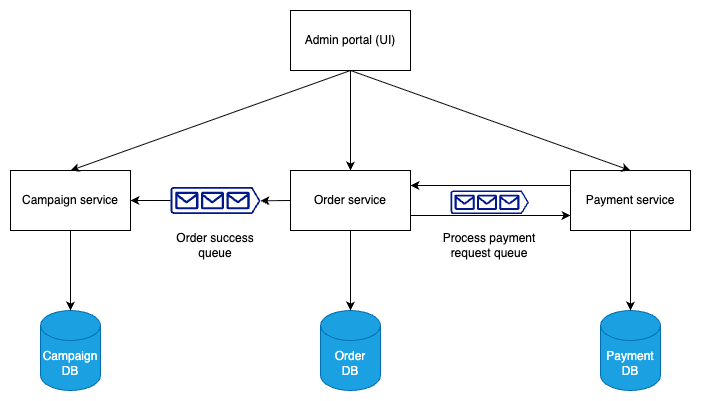 Admin portal (UI)
Campaign service
Order service
Payment service
Order success
queue
Process payment
request queue
Campaign
DB
Order
DB
Payment
DB